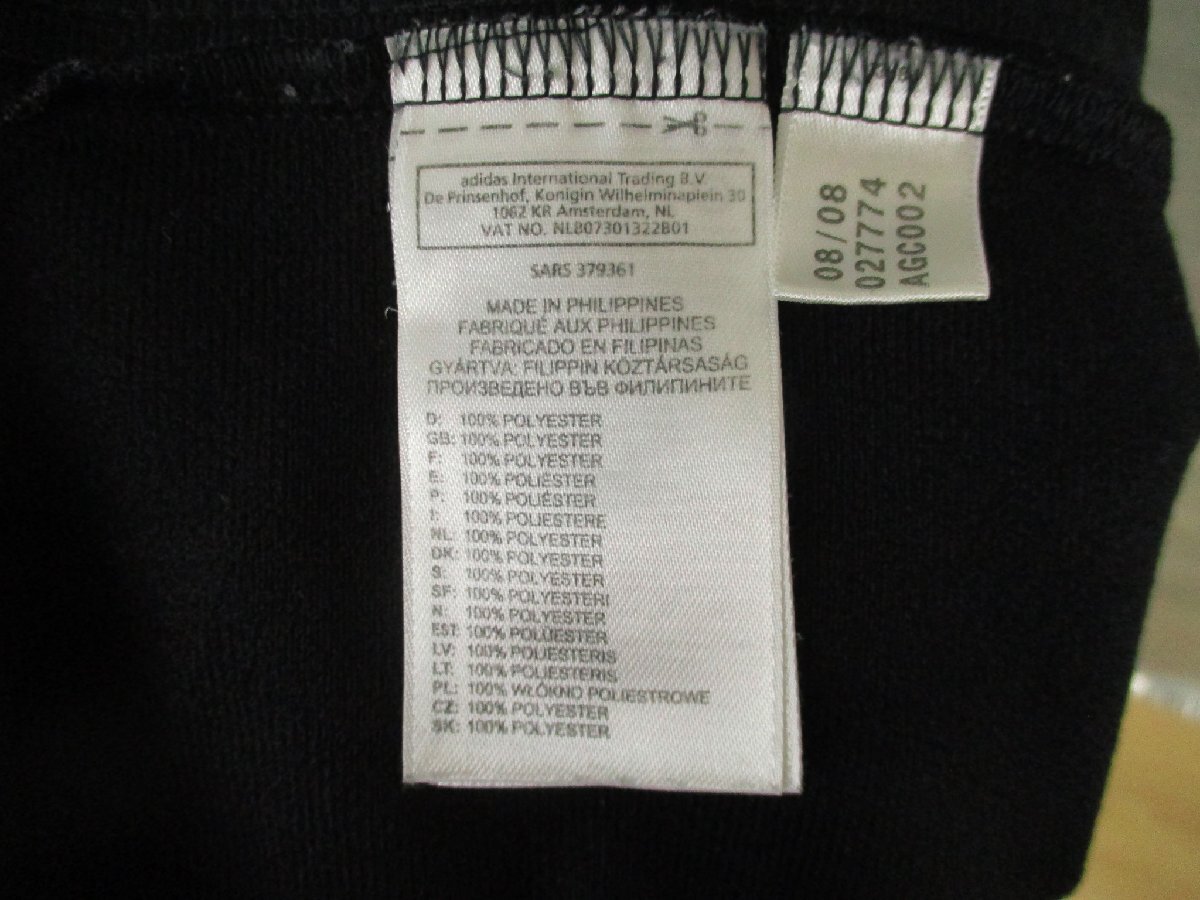 adidas International Trading B.V.
De Prinsenhof, Konigin Wilhelminaplein 30
1062 KR Amsterdam, NL
VAT NO. NL807301322B01
SARS 379361
MADE IN PHILIPPINES
FABRIQUÉ AUX PHILIPPINES
FABRICADO EN FILIPINAS
GYÁRTVA: FILIPPIN KÖZTÁRSASÁG
ПРОИЗВЕДЕНО ВЪВ ФИЛИПИНИТЕ
D: 100% POLYESTER
GB: 100% POLYESTER
F: 100% POLYESTER
E: 100% POLIÉSTER
P: 100% POLIÉSTER
I: 100% POLIESTERE
NL: 100% POLYESTER
DK: 100% POLYESTER
S: 100% POLYESTER
SF: 100% POLYESTERI
N: 100% POLYESTER
EST: 100% POLÜESTER
LV: 100% POLIESTERIS
LT: 100% POLIESTERIS
PL: 100% WŁÓKNO POLIESTROWE
CZ: 100% POLYESTER
SK: 100% POLYESTER
08/08
027774
AGC002